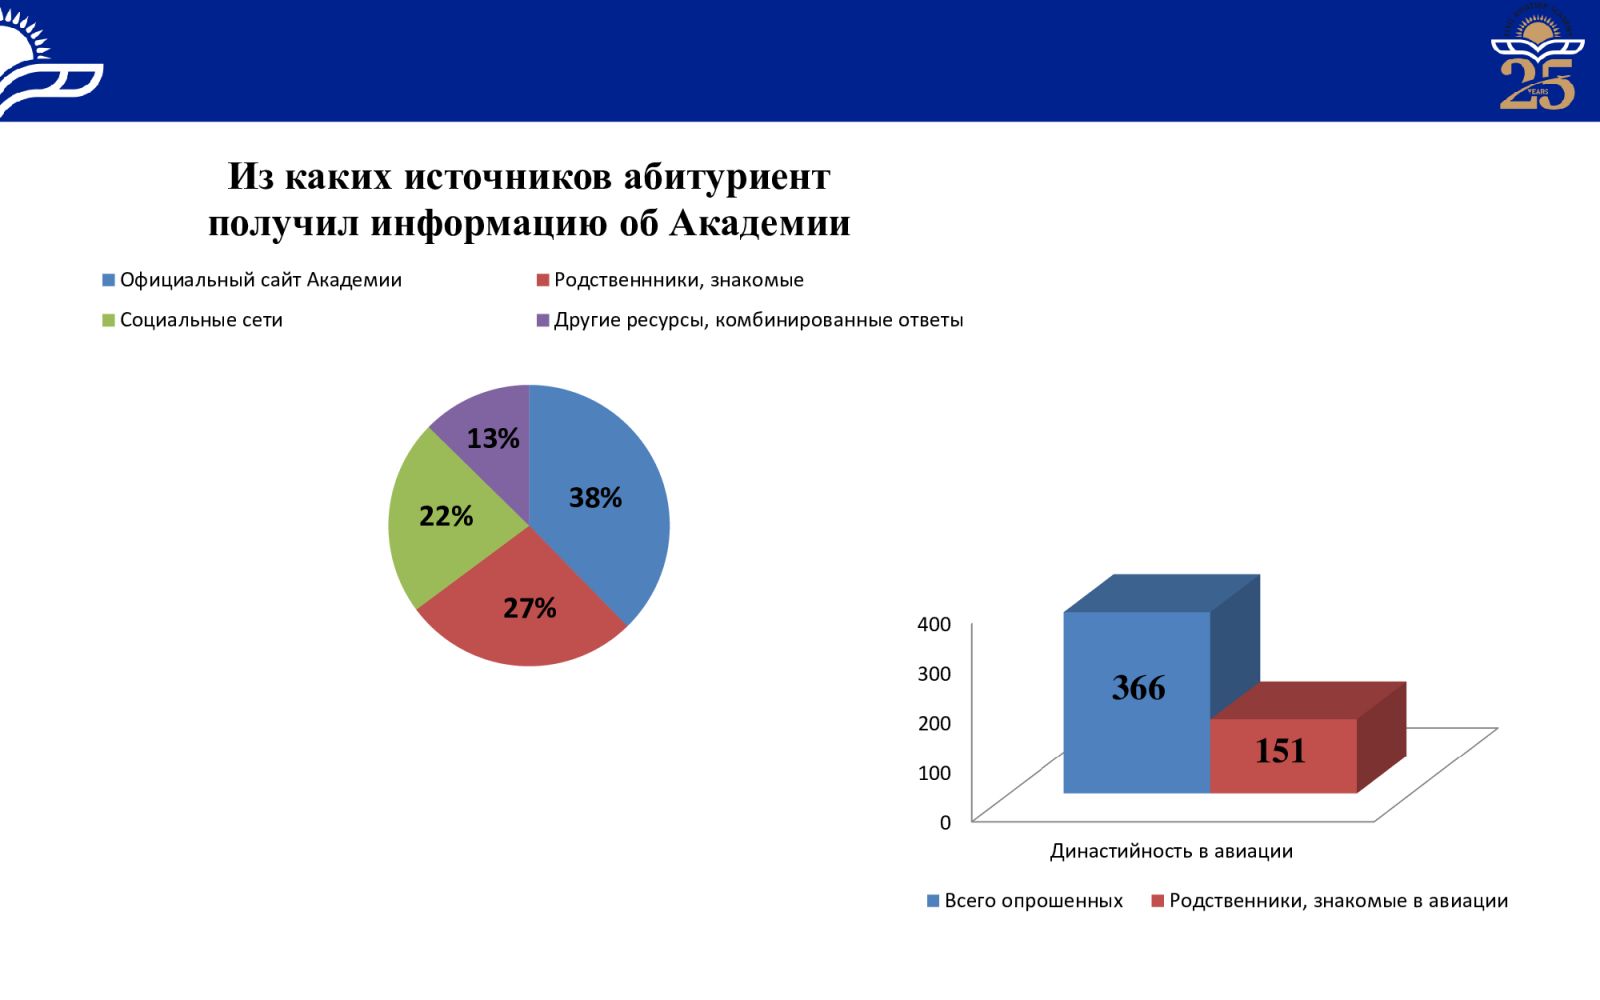 25
YEARS
Из каких источников абитуриент
получил информацию об Академии
Официальный сайт Академии
Родственнники, знакомые
Социальные сети
Другие ресурсы, комбинированные ответы
13%
38%
22%
27%
400
300
200
100
0
366
151
Династийность в авиации
Всего опрошенных
Родственники, знакомые в авиации